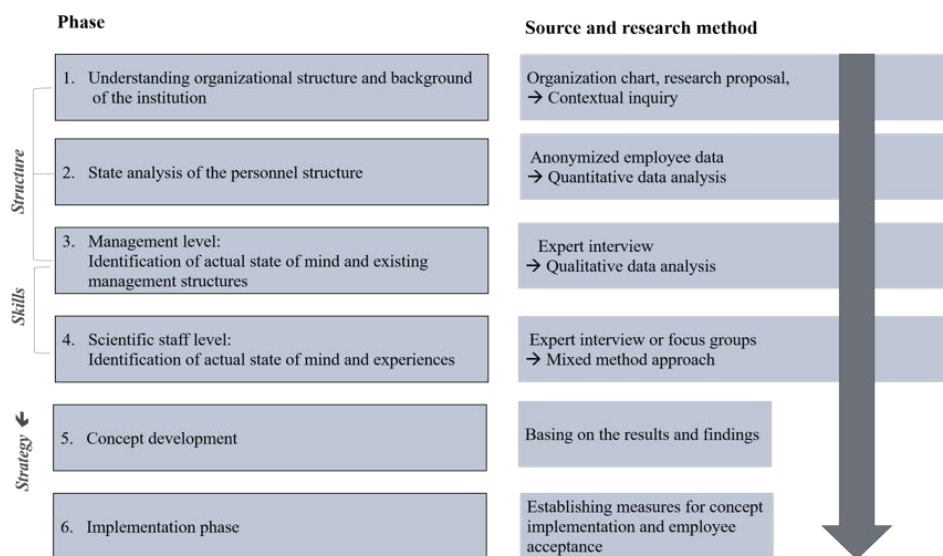 Phase
Source and research method
1. Understanding organizational structure and background
of the institution
Organization chart, research proposal,
→ Contextual inquiry
Structure
2. State analysis of the personnel structure
Anonymized employee data
→ Quantitative data analysis
3. Management level:
Identification of actual state of mind and existing
management structures
Expert interview
→ Qualitative data analysis
Skills
4. Scientific staff level:
Identification of actual state of mind and experiences
Expert interview or focus groups
→ Mixed method approach
Strategy ←
5. Concept development
Basing on the results and findings
6. Implementation phase
Establishing measures for concept
implementation and employee
acceptance